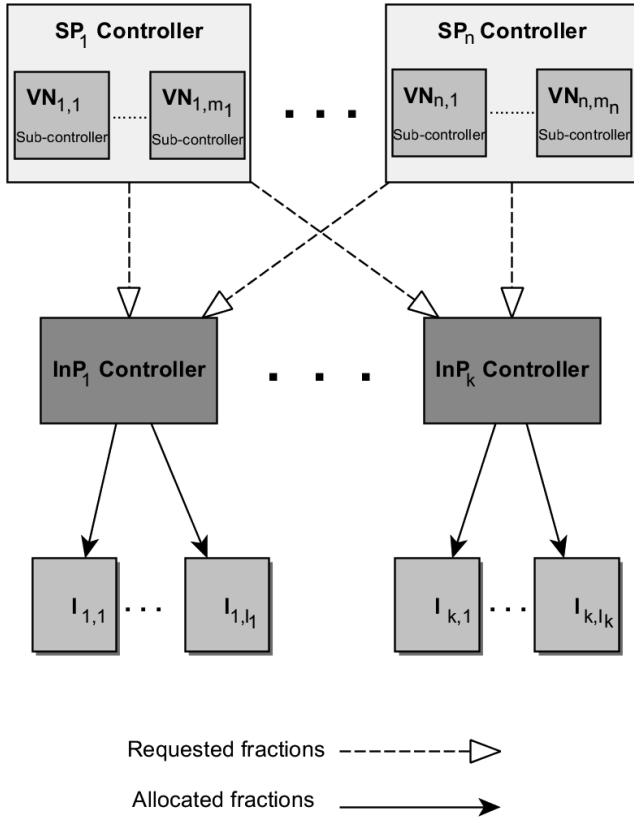 SP1 Controller
SPn Controller
VN1,1 ........ VN1,m1
Sub-controller Sub-controller
. . .
VNn,1 ......... VNn,mn
Sub-controller Sub-controller
InP1 Controller
. . .
InPk Controller
I1,1 . . . I1,l1
Ik,1 . . . Ik,lk
Requested fractions
Allocated fractions